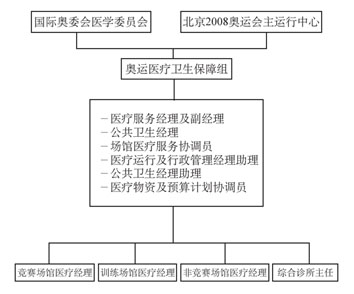 国际奥委会医学委员会
北京2008奥运会主运行中心
奥运医疗卫生保障组
－医疗服务经理及副经理
－公共卫生经理
－场馆医疗服务协调员
－医疗运行及行政管理经理助理
－公共卫生经理助理
－医疗物资及预算计划协调员
竞赛场馆医疗经理
训练场馆医疗经理
非竞赛场馆医疗经理
综合诊所主任